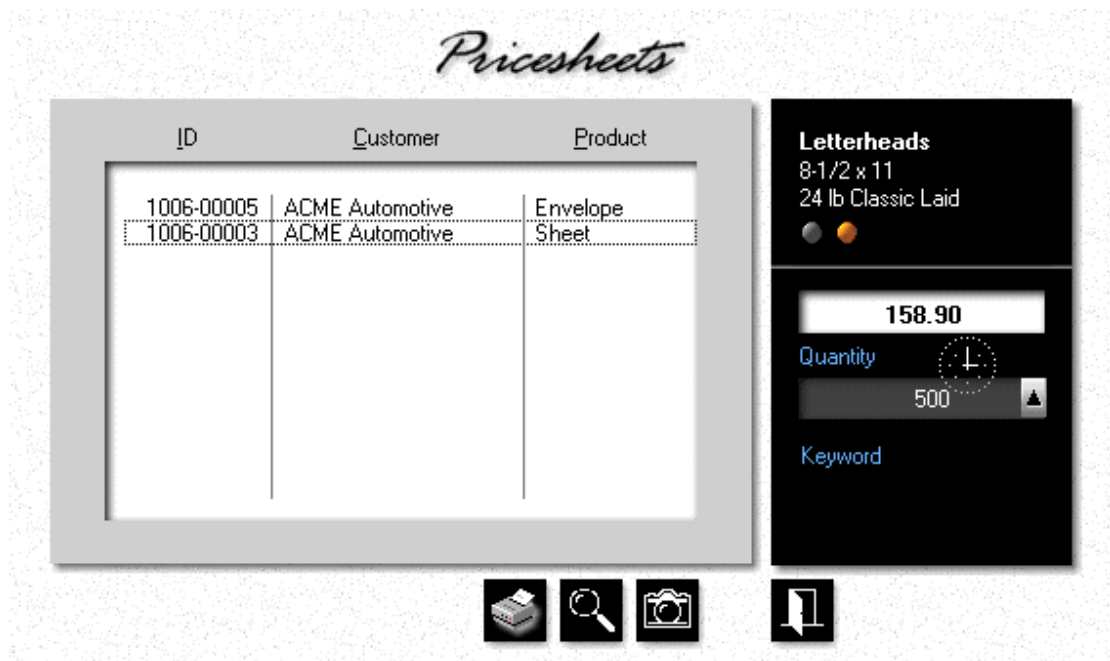 Pricesheets
ID Customer Product
1006-00005 ACME Automotive Envelope
1006-00003 ACME Automotive Sheet
Letterheads
8-1/2 x 11
24 lb Classic Laid
158.90
Quantity
500
Keyword